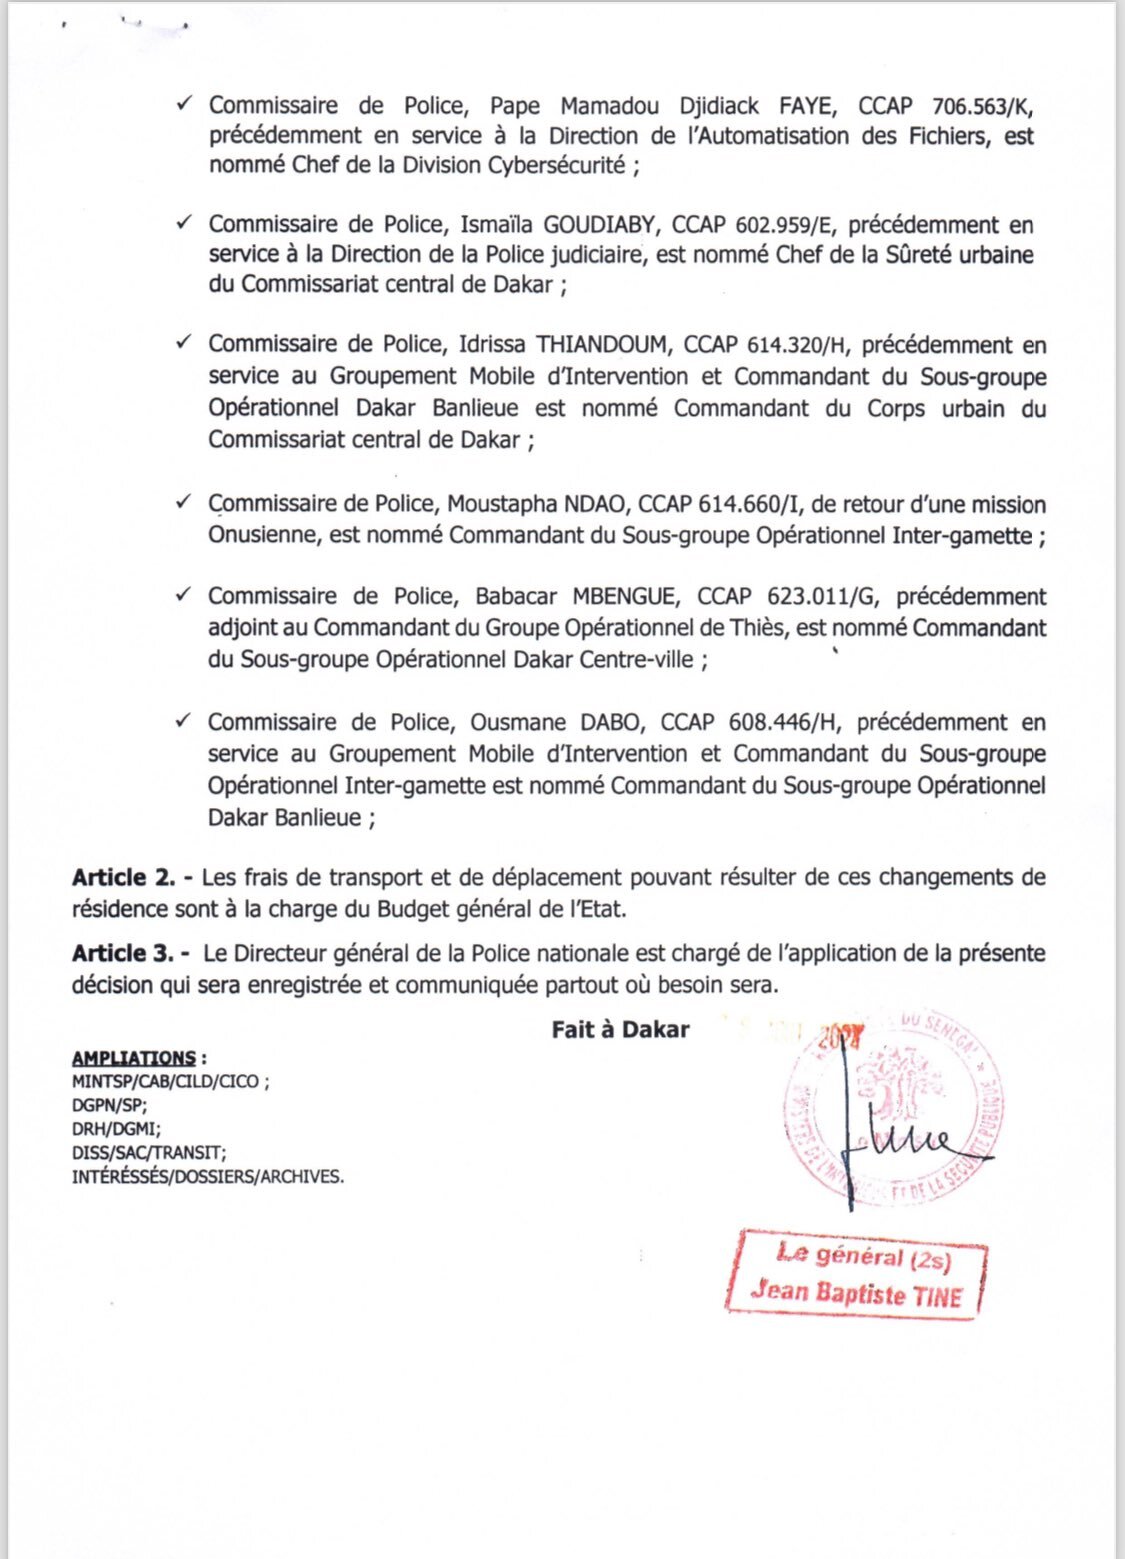 ✓ Commissaire de Police, Pape Mamadou Djidiack FAYE, CCAP 706.563/K,
précédemment en service à la Direction de l'Automatisation des Fichiers, est
nommé Chef de la Division Cybersécurité ;
✓ Commissaire de Police, Ismaïla GOUDIABY, CCAP 602.959/E, précédemment en
service à la Direction de la Police judiciaire, est nommé Chef de la Sûreté urbaine
du Commissariat central de Dakar ;
✓ Commissaire de Police, Idrissa THIANDOUM, CCAP 614.320/H, précédemment en
service au Groupement Mobile d'Intervention et Commandant du Sous-groupe
Opérationnel Dakar Banlieue est nommé Commandant du Corps urbain du
Commissariat central de Dakar ;
✓ Commissaire de Police, Moustapha NDAO, CCAP 614.660/I, de retour d'une mission
Onusienne, est nommé Commandant du Sous-groupe Opérationnel Inter-gamette ;
✓ Commissaire de Police, Babacar MBENGUE, CCAP 623.011/G, précédemment
adjoint au Commandant du Groupe Opérationnel de Thiès, est nommé Commandant
du Sous-groupe Opérationnel Dakar Centre-ville ;
✓ Commissaire de Police, Ousmane DABO, CCAP 608.446/H, précédemment en
service au Groupement Mobile d'Intervention et Commandant du Sous-groupe
Opérationnel Inter-gamette est nommé Commandant du Sous-groupe Opérationnel
Dakar Banlieue ;
Article 2. - Les frais de transport et de déplacement pouvant résulter de ces changements de
résidence sont à la charge du Budget général de l'Etat.
Article 3. - Le Directeur général de la Police nationale est chargé de l'application de la présente
décision qui sera enregistrée et communiquée partout où besoin sera.
Fait à Dakar 2024
AMPLIATIONS :
MINTSP/CAB/CILD/CICO ;
DGPN/SP;
DRH/DGMI;
DISS/SAC/TRANSIT;
INTÉRÉSSÉS/DOSSIERS/ARCHIVES.
DU SENEGAL
ET DE LA SECURITE PUBLIQUE
Le général (2s)
Jean Baptiste TINE